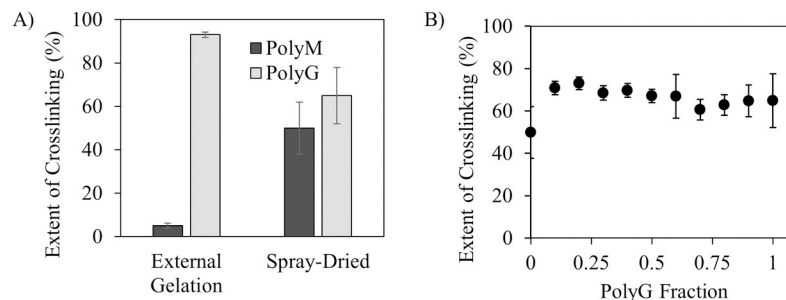 A)
Extent of Crosslinking (%)
100
80
60
40
20
0
PolyM
PolyG
External
Gelation
Spray-Dried
B)
Extent of Crosslinking (%)
100
80
60
40
20
0
0
0.25
0.5
0.75
1
PolyG Fraction